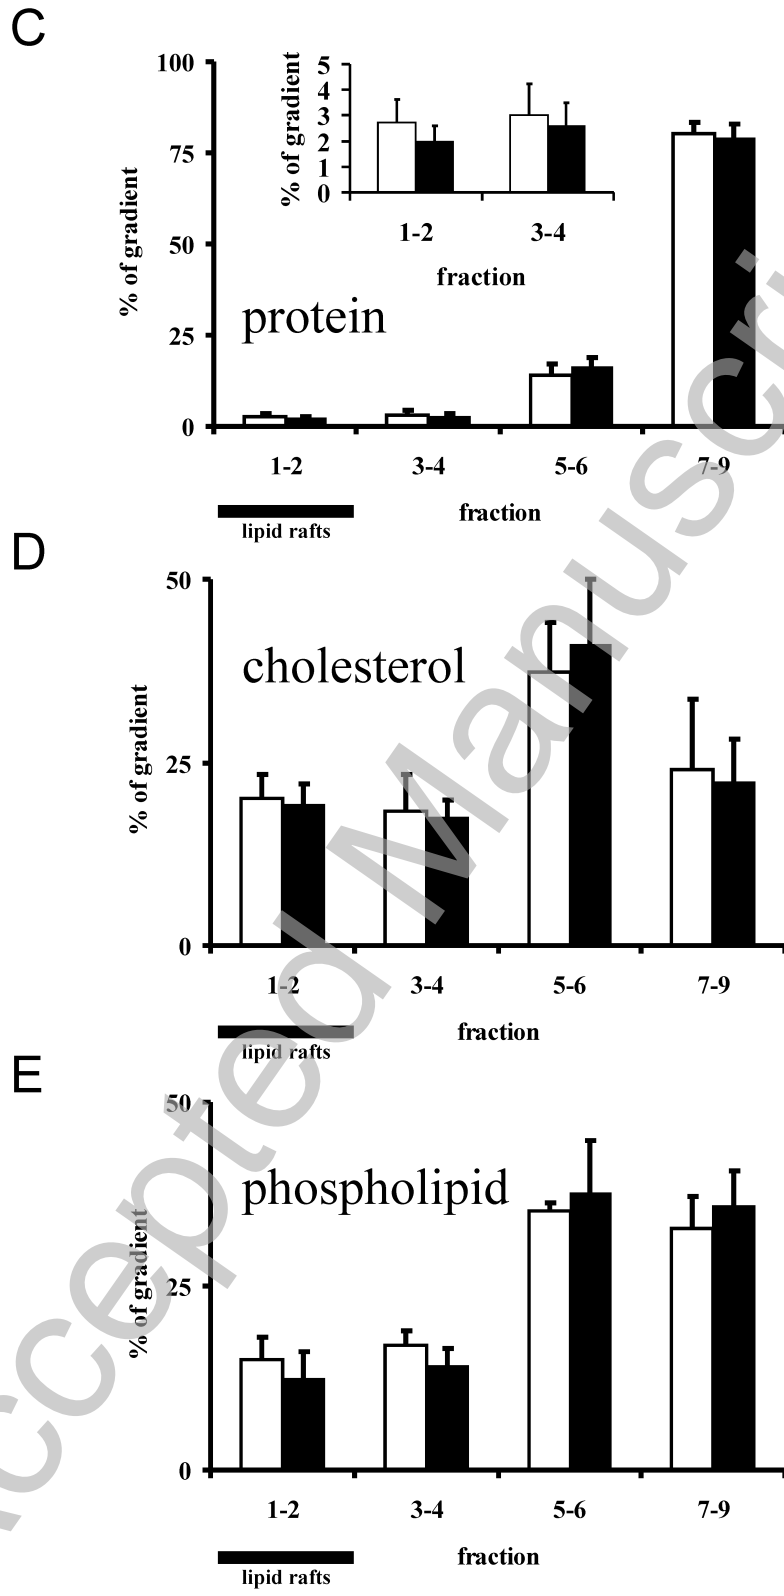 C
100
75
50
25
0
% of gradient
5
4
3
2
1
0
% of gradient
1-2 3-4
fraction
protein
1-2 3-4 5-6 7-9
lipid rafts
fraction
D
50
25
0
% of gradient
cholesterol
1-2 3-4 5-6 7-9
lipid rafts
fraction
E
50
25
0
% of gradient
phospholipid
1-2 3-4 5-6 7-9
lipid rafts
fraction
Accepted Manuscri